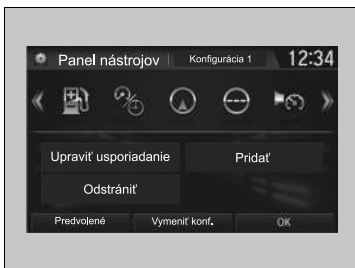 Panel nástrojov Konfigurácia 1 12:34
Upraviť usporiadanie Pridať
Odstrániť
Predvolené Vymeniť konf. OK